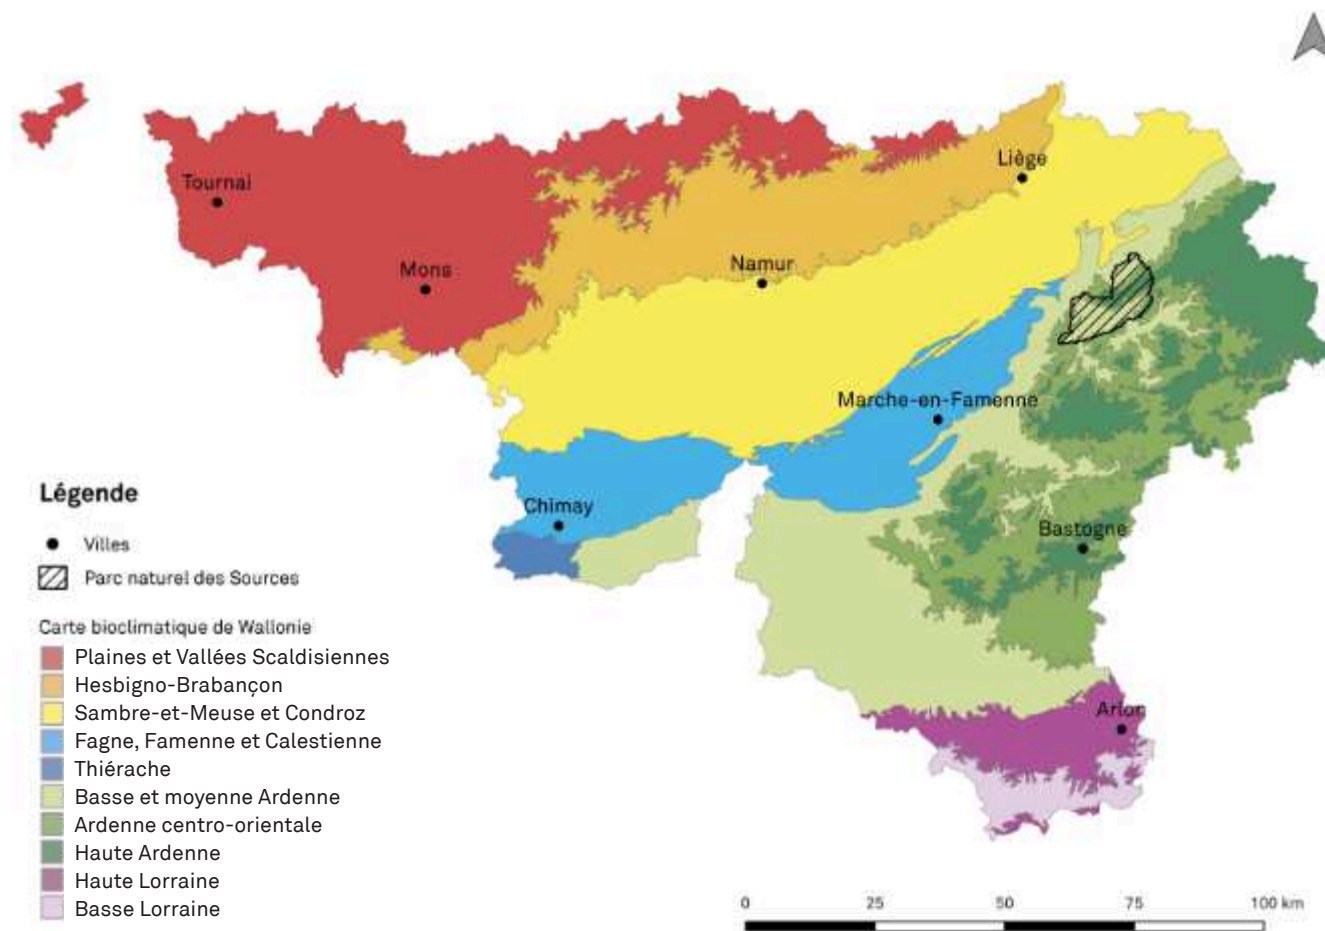 Liège
Tournai
Namur
Mons
Marche-en-Famenne
Légende
Chimay
Bastogne
Villes
Parc naturel des Sources
Carte bioclimatique de Wallonie
Plaines et Vallées Scaldisiennes
Hesbigno-Brabançon
Sambre-et-Meuse et Condroz
Arlon
Fagne, Famenne et Calestienne
Thiérache
Basse et moyenne Ardenne
Ardenne centro-orientale
Haute Ardenne
Haute Lorraine
Basse Lorraine
0 25 50 75 100 km